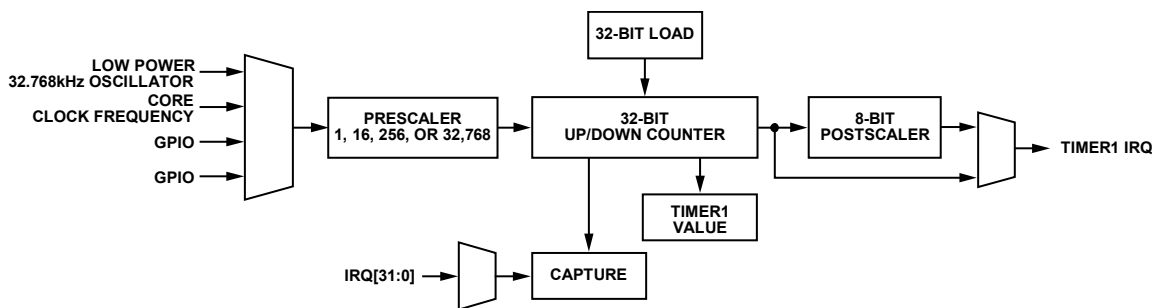 32-BIT LOAD
LOW POWER
32.768kHz OSCILLATOR
CORE
CLOCK FREQUENCY
GPIO
GPIO
PRESCALER
1, 16, 256, OR 32,768
32-BIT
UP/DOWN COUNTER
8-BIT
POSTSCALER
TIMER1 IRQ
TIMER1
VALUE
IRQ[31:0]
CAPTURE